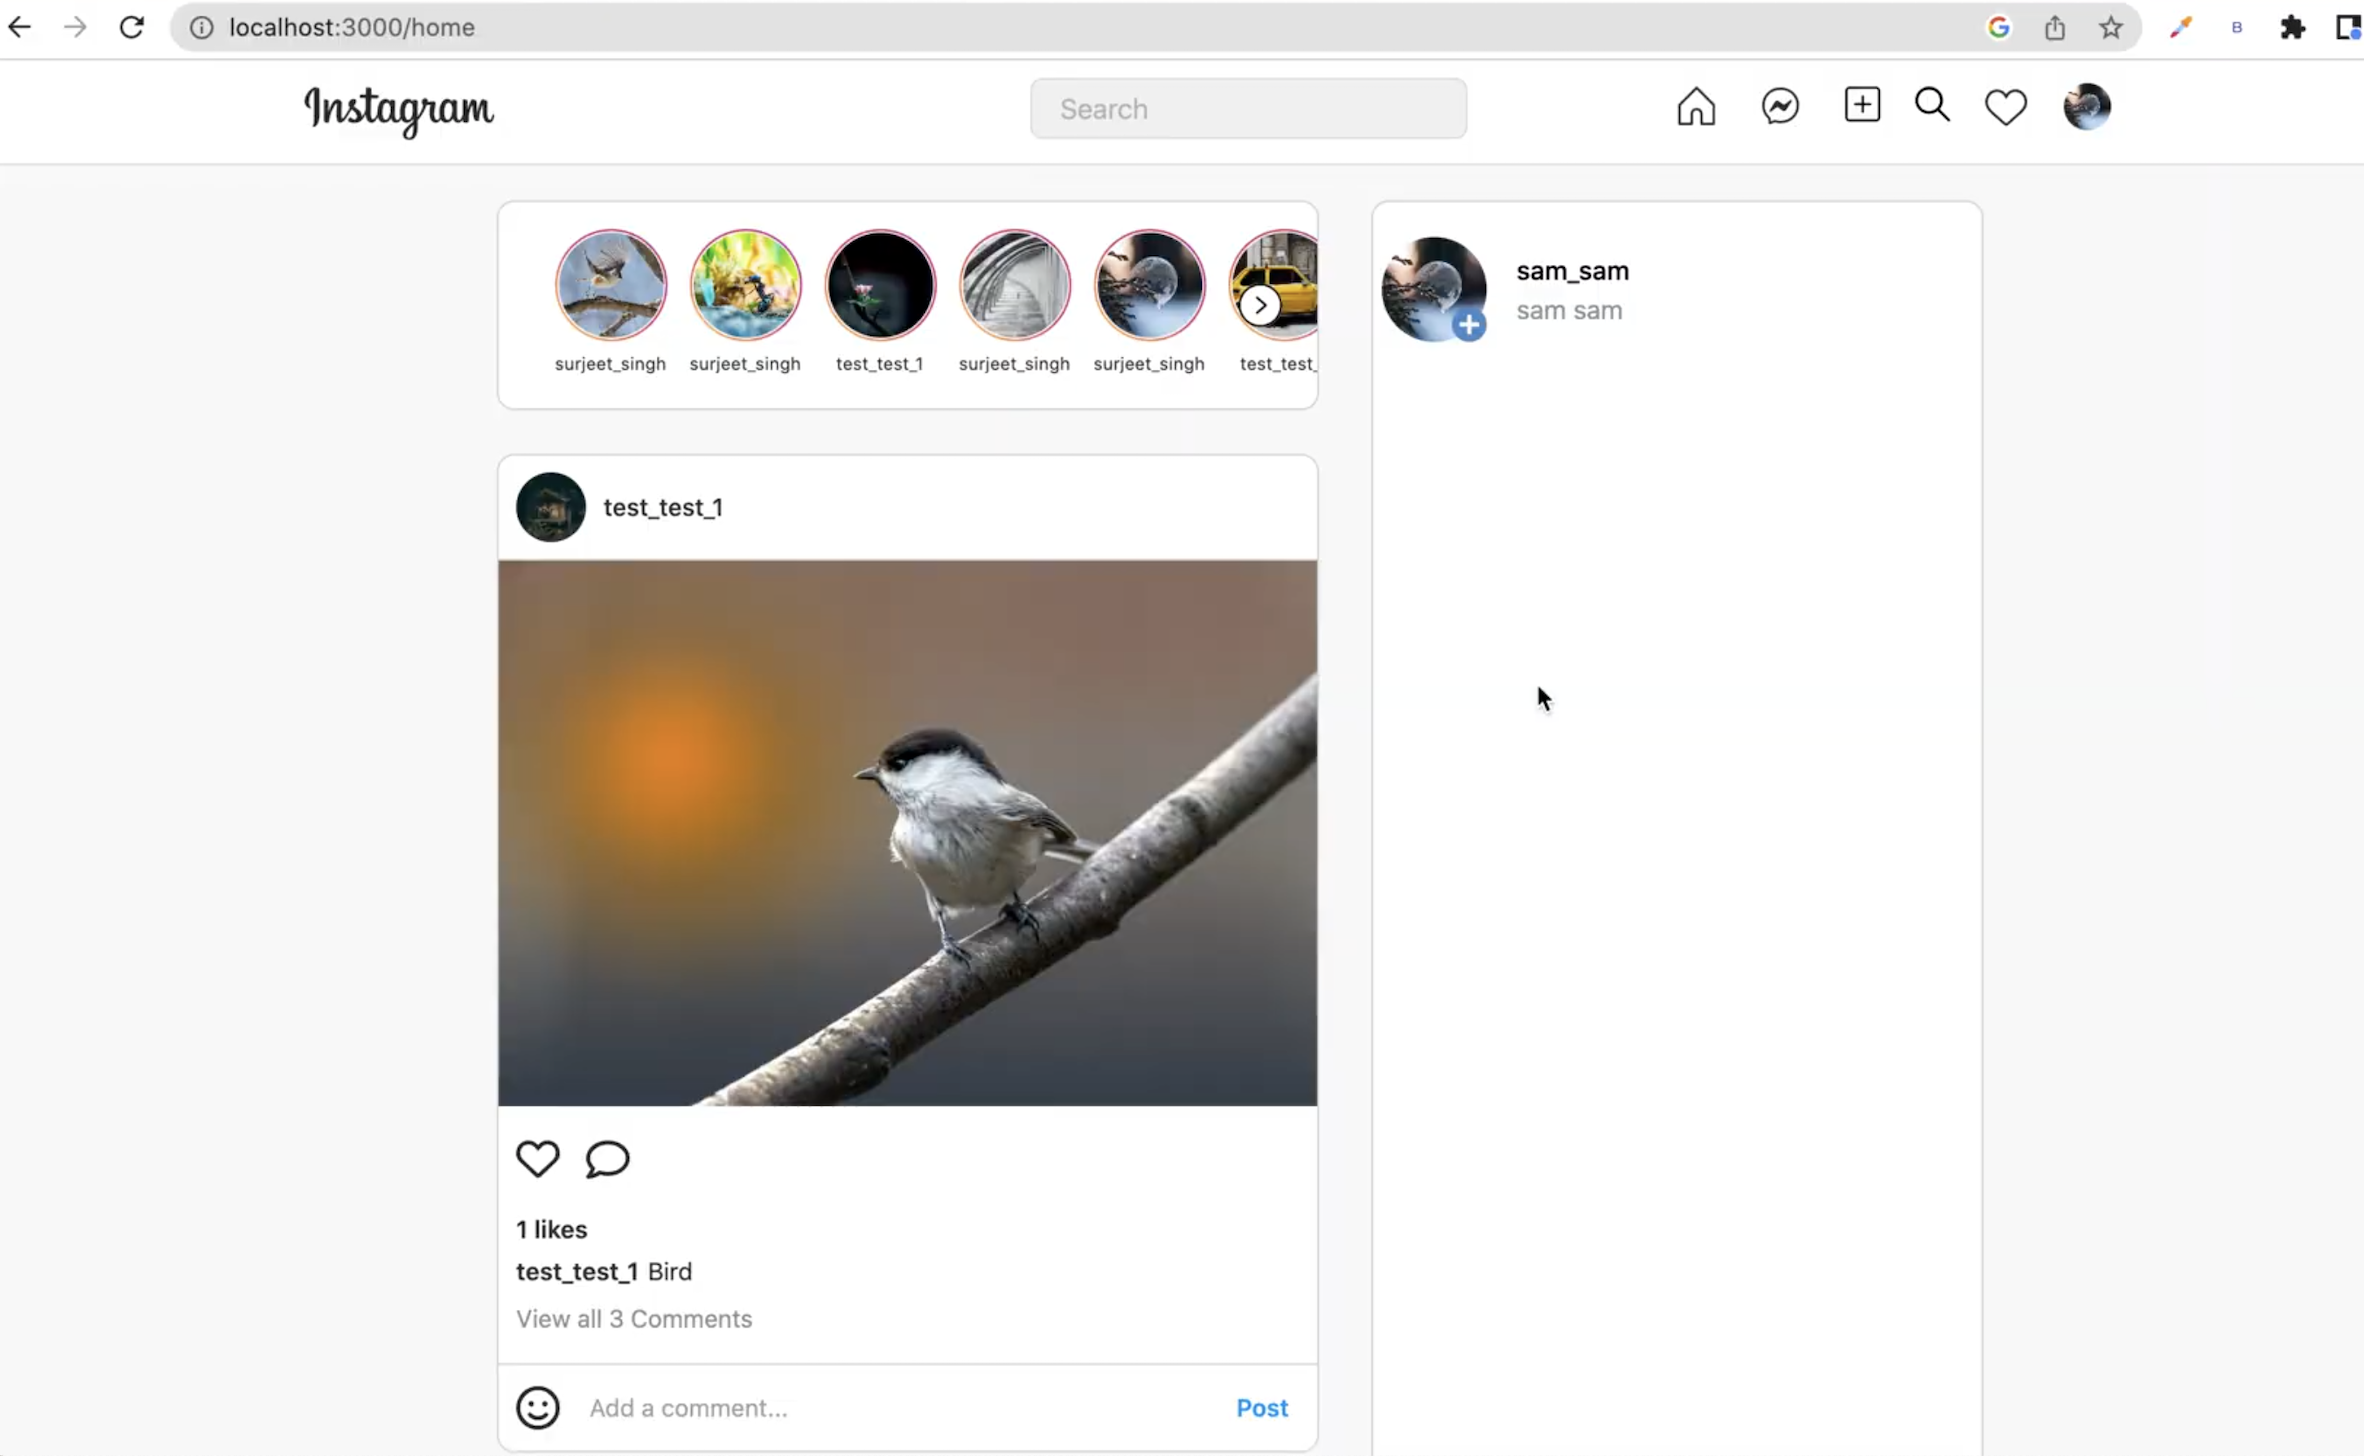 localhost:3000/home
B
Instagram
Search
surjeet_singh
surjeet_singh
test_test_1
surjeet_singh
surjeet_singh
test_test_
sam_sam
sam sam
test_test_1
1 likes
test_test_1 Bird
View all 3 Comments
Add a comment...
Post